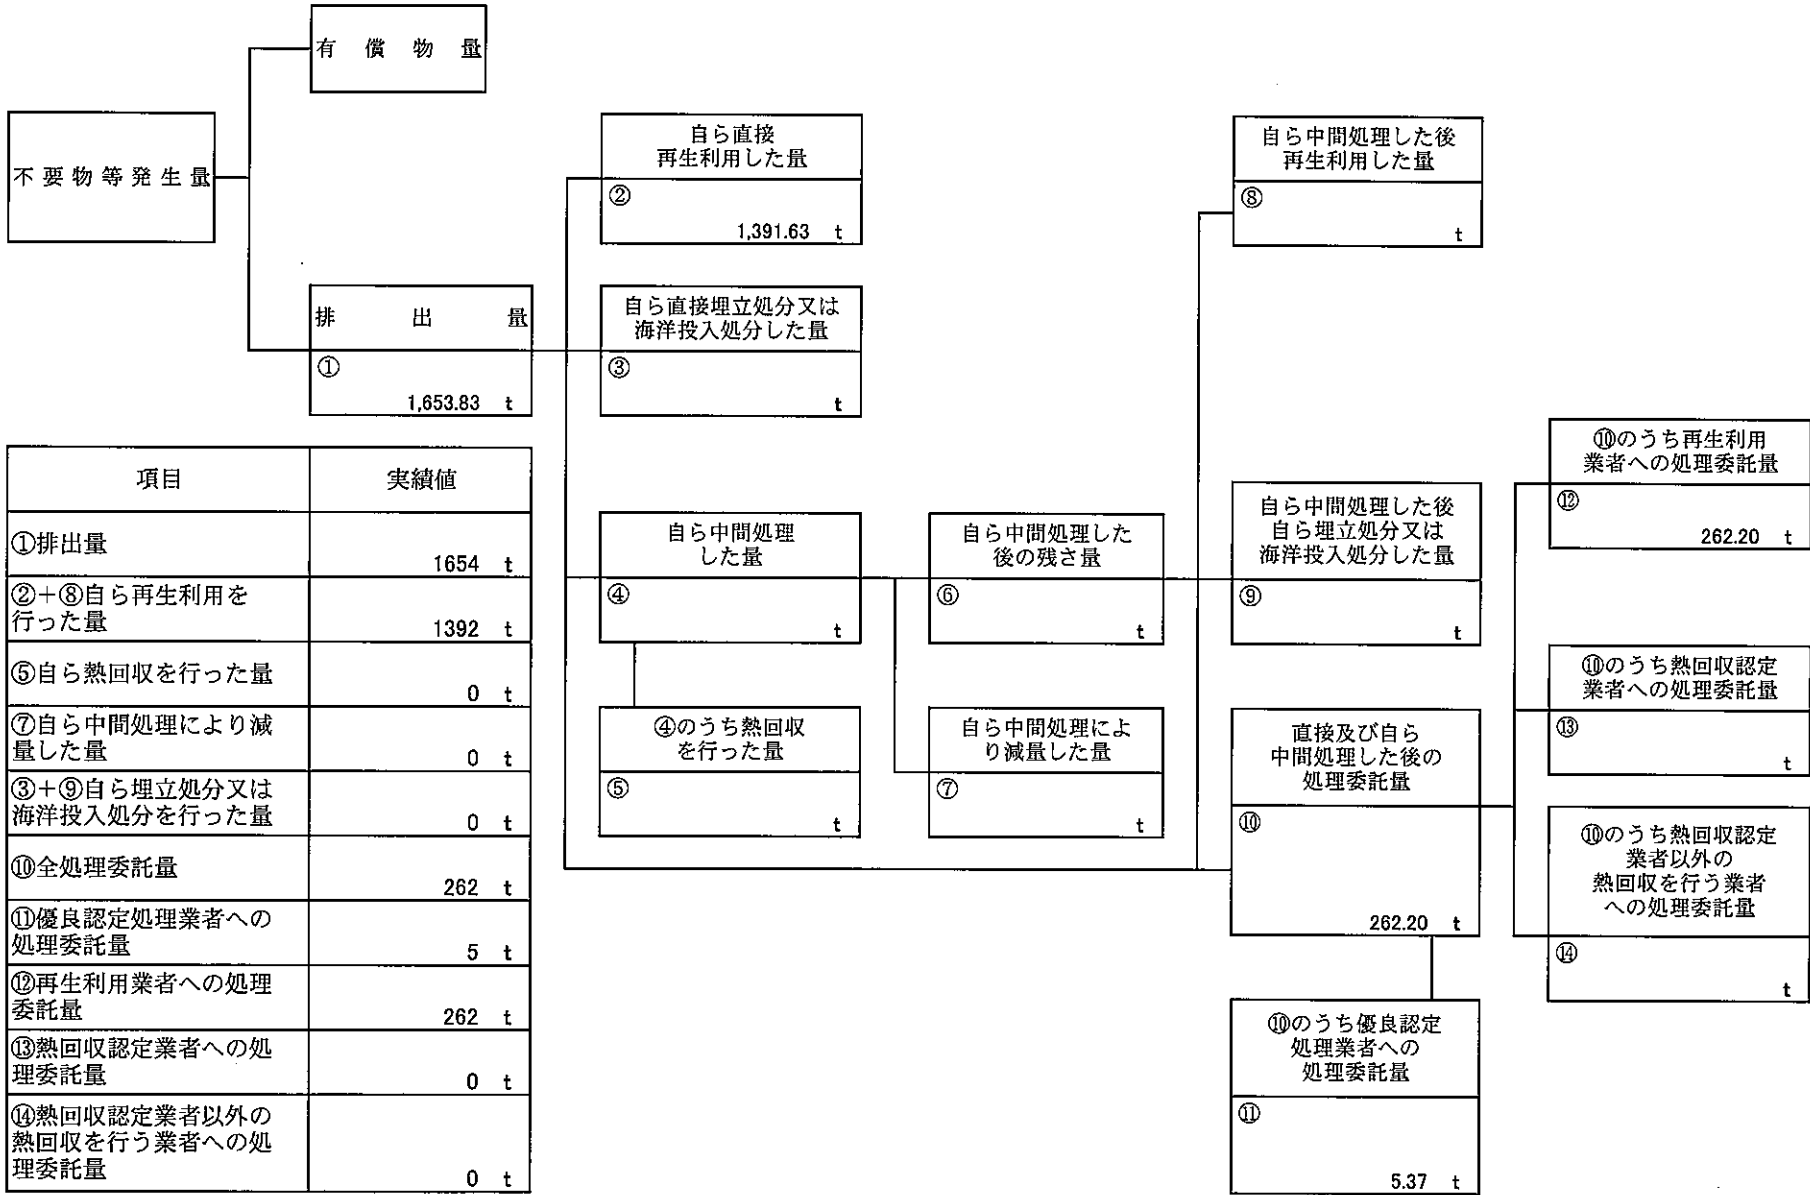 有償物量
不要物等発生量
自ら直接
再生利用した量
②
1,391.63 t
自ら中間処理した後
再生利用した量
⑧
t
排出量
①
1,653.83 t
自ら直接埋立処分又は
海洋投入処分した量
③
t
自ら中間処理
した量
④
t
自ら中間処理した
後の残さ量
⑥
t
自ら中間処理した後
自ら埋立処分又は
海洋投入処分した量
⑨
t
⑩のうち再生利用
業者への処理委託量
⑫
262.20 t
④のうち熱回収
を行った量
⑤
t
自ら中間処理によ
り減量した量
⑦
t
直接及び自ら
中間処理した後の
処理委託量
⑩
262.20 t
⑩のうち熱回収認定
業者への処理委託量
⑬
t
⑩のうち熱回収認定
業者以外の
熱回収を行う業者
への処理委託量
⑭
t
⑩のうち優良認定
処理業者への
処理委託量
⑪
5.37 t
項目 実績値
①排出量
1654 t
②+⑧自ら再生利用を
行った量
1392 t
⑤自ら熱回収を行った量
0 t
⑦自ら中間処理により減
量した量
0 t
③+⑨自ら埋立処分又は
海洋投入処分を行った量
0 t
⑩全処理委託量
262 t
⑪優良認定処理業者への
処理委託量
5 t
⑫再生利用業者への処理
委託量
262 t
⑬熱回収認定業者への処
理委託量
0 t
⑭熱回収認定業者以外の
熱回収を行う業者への処
理委託量
0 t